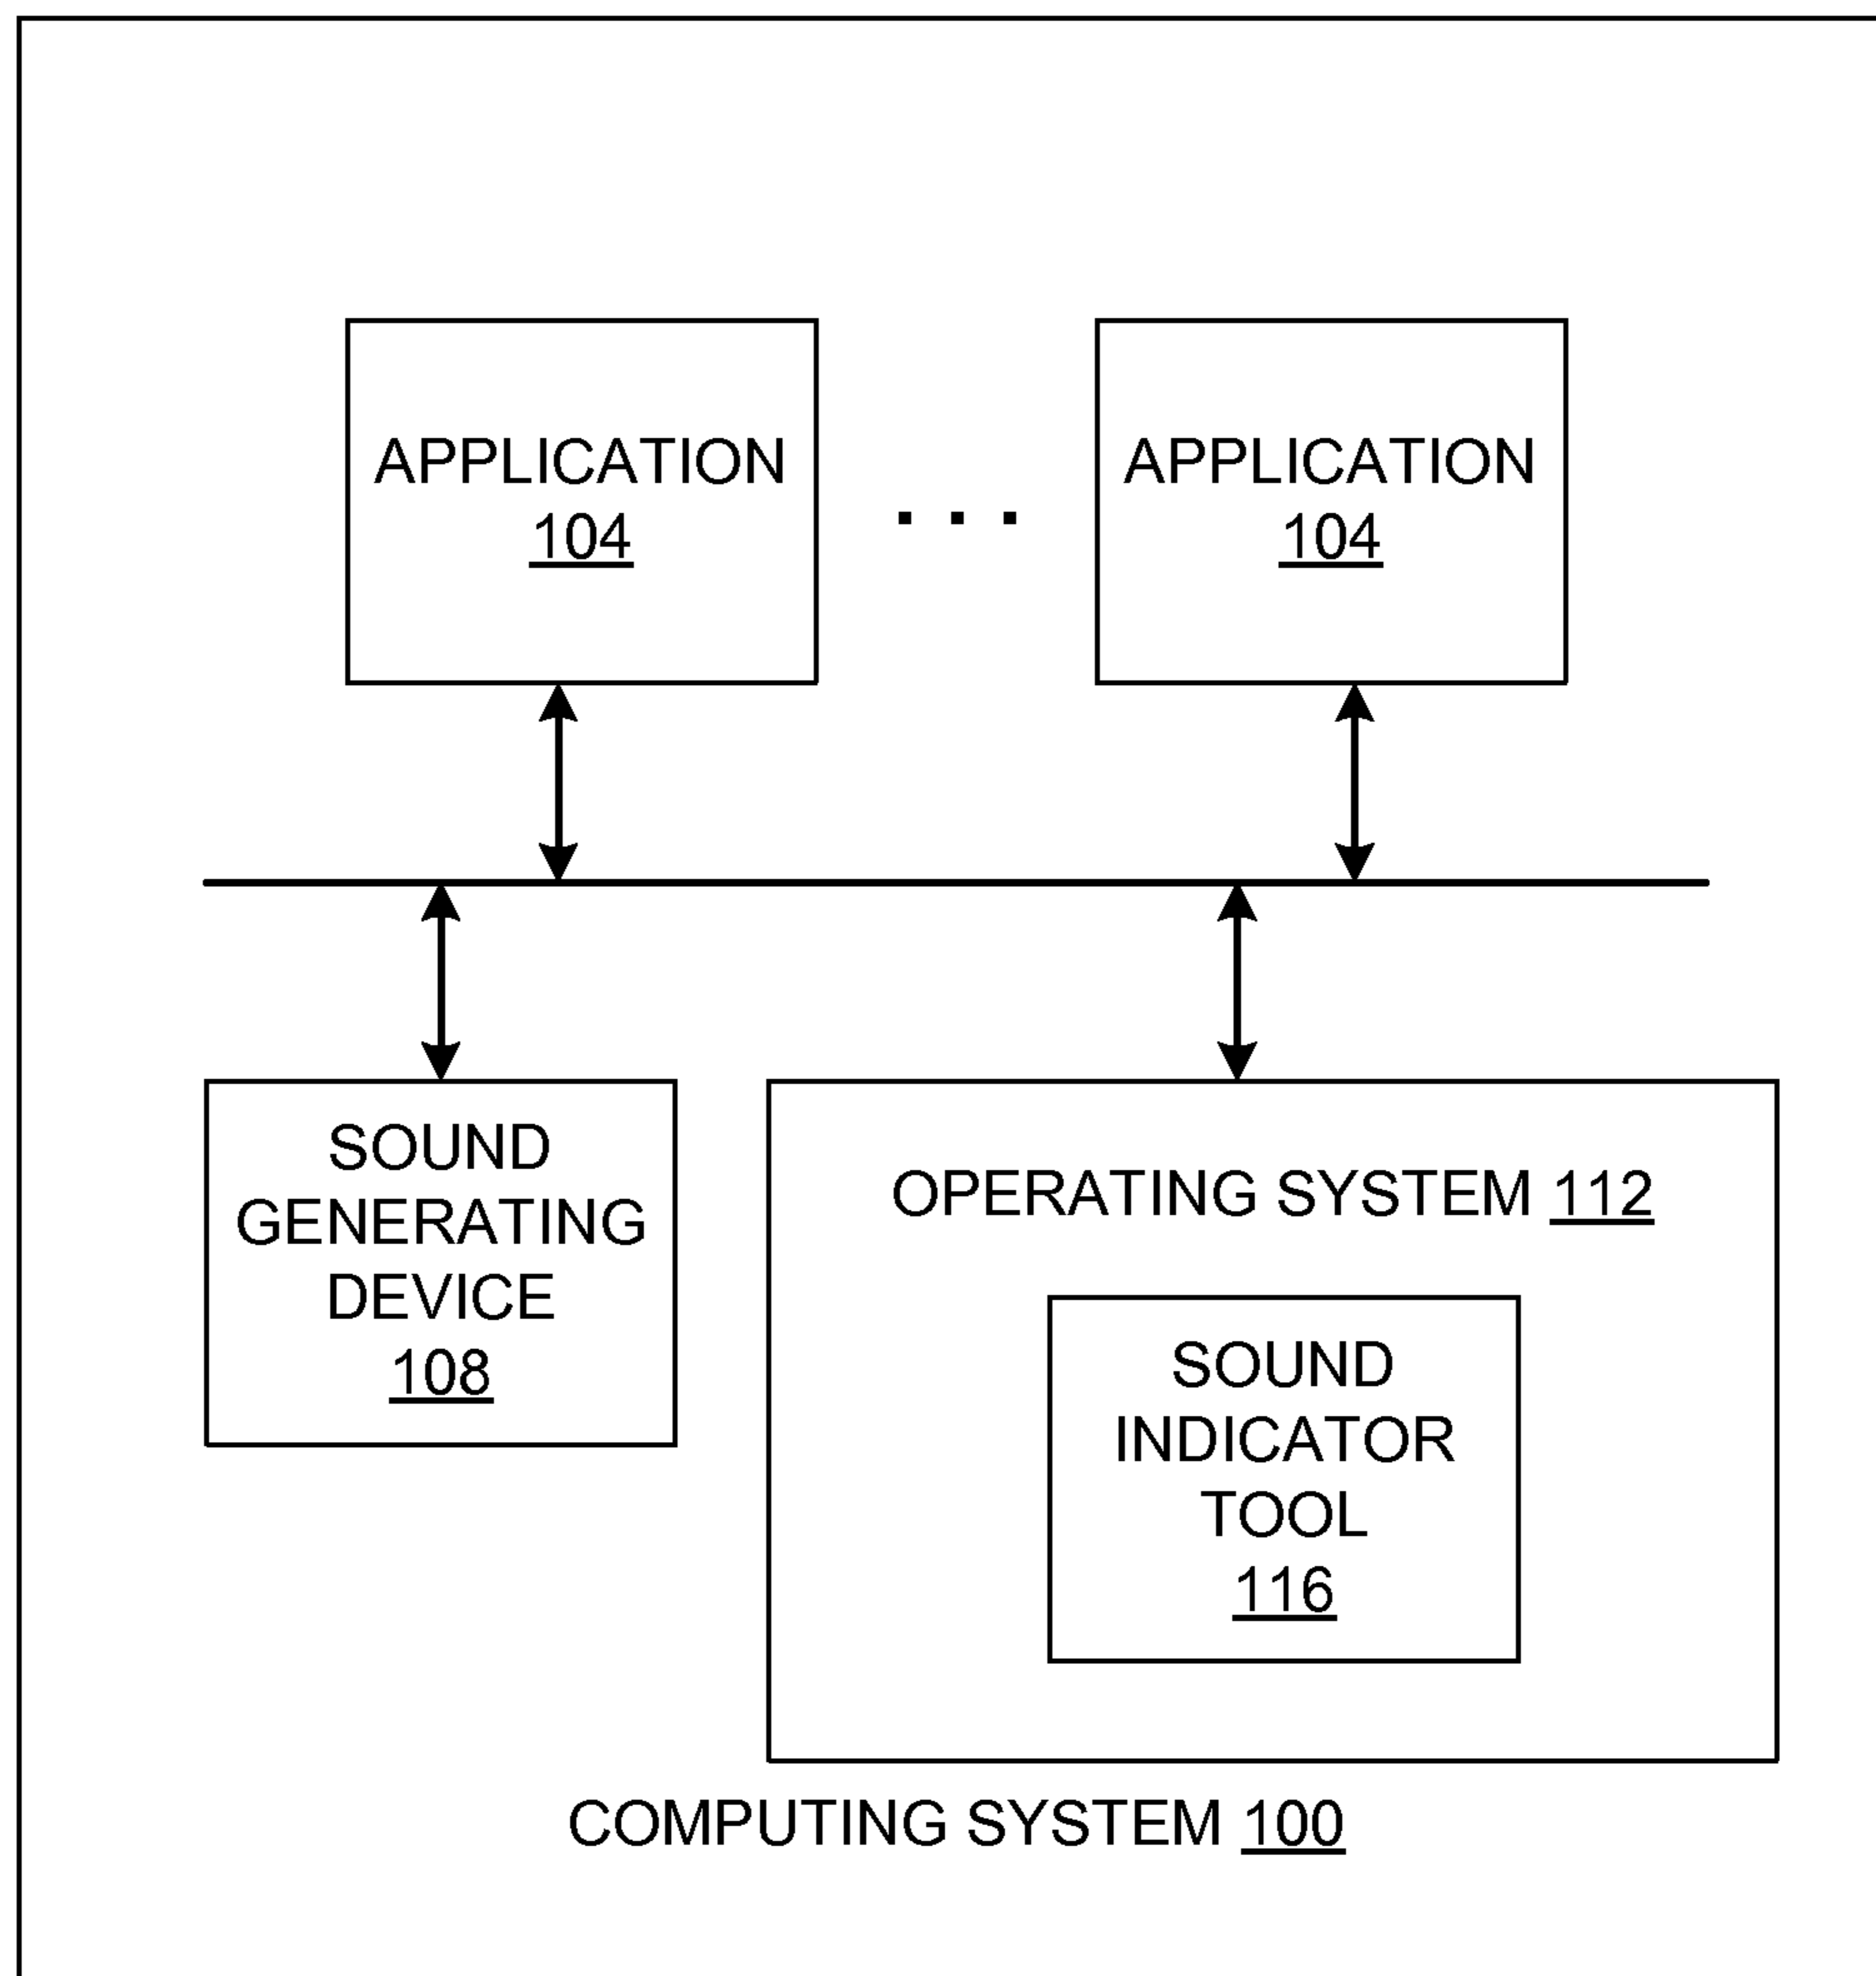 APPLICATION
104
. . .
APPLICATION
104
SOUND
GENERATING
DEVICE
108
OPERATING SYSTEM 112
SOUND
INDICATOR
TOOL
116
COMPUTING SYSTEM 100